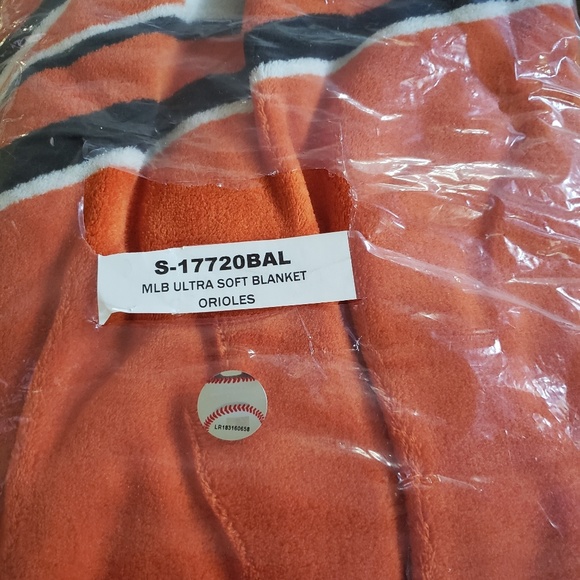 S-17720BAL
MLB ULTRA SOFT BLANKET
ORIOLES
LR183160658